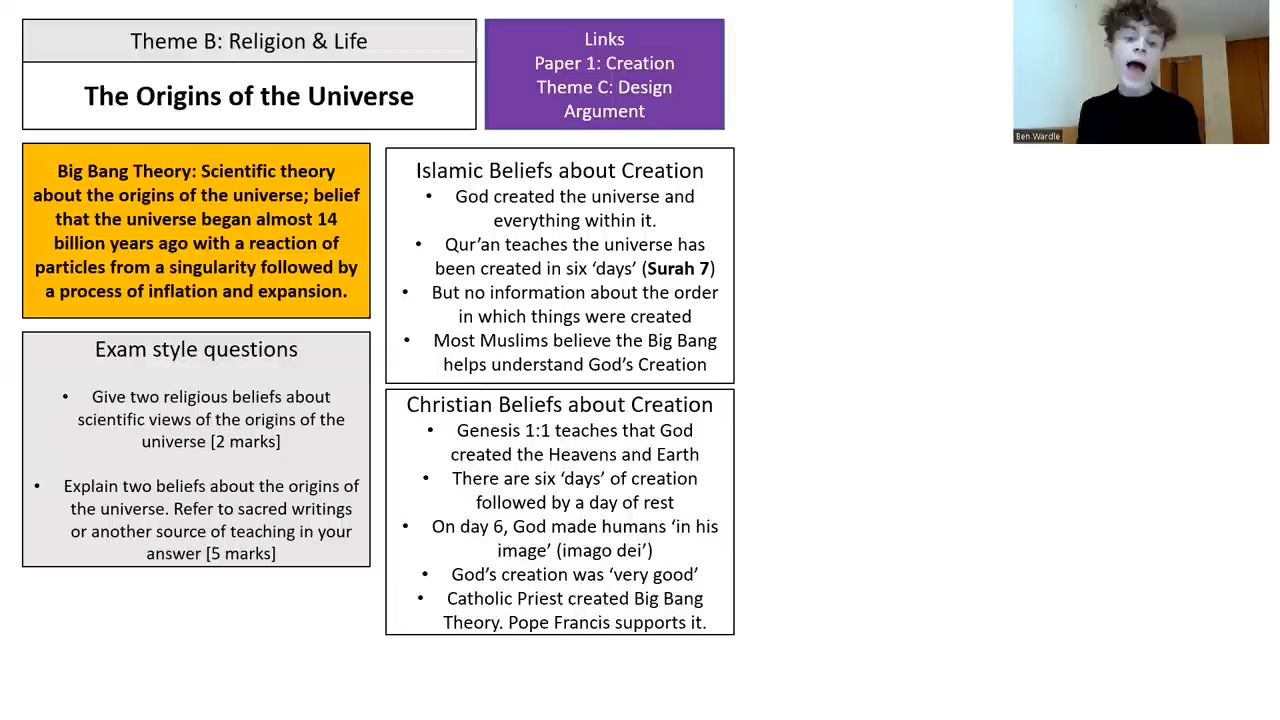 Theme B: Religion & Life
The Origins of the Universe
Links
Paper 1: Creation
Theme C: Design
Argument
Big Bang Theory: Scientific theory
about the origins of the universe; belief
that the universe began almost 14
billion years ago with a reaction of
particles from a singularity followed by
a process of inflation and expansion.
Exam style questions
• Give two religious beliefs about
scientific views of the origins of the
universe [2 marks]
• Explain two beliefs about the origins of
the universe. Refer to sacred writings
or another source of teaching in your
answer [5 marks]
Islamic Beliefs about Creation
• God created the universe and
everything within it.
• Qur’an teaches the universe has
been created in six ‘days’ (Surah 7)
• But no information about the order
in which things were created
• Most Muslims believe the Big Bang
helps understand God’s Creation
Christian Beliefs about Creation
• Genesis 1:1 teaches that God
created the Heavens and Earth
• There are six ‘days’ of creation
followed by a day of rest
• On day 6, God made humans ‘in his
image’ (imago dei’)
• God’s creation was ‘very good’
• Catholic Priest created Big Bang
Theory. Pope Francis supports it.
Ben Wardle